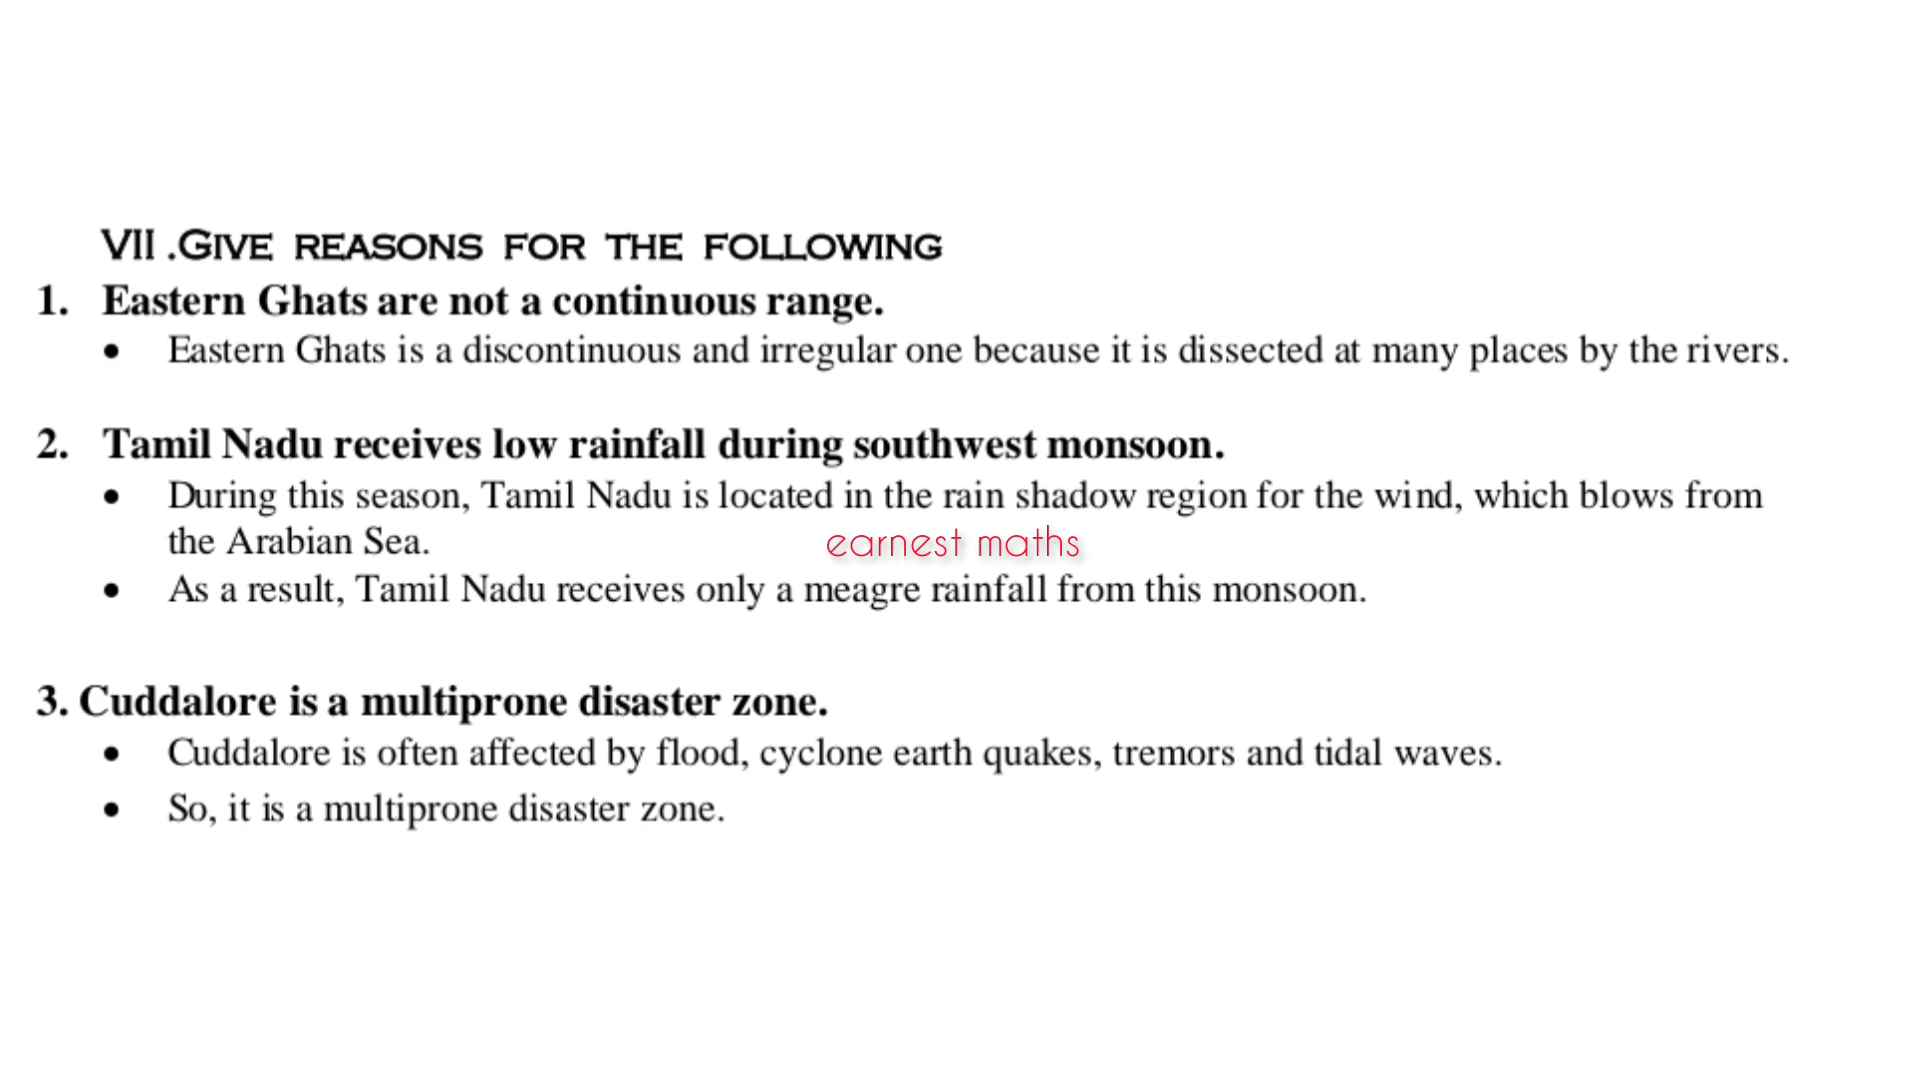 VII .GIVE REASONS FOR THE FOLLOWING
1. Eastern Ghats are not a continuous range.
• Eastern Ghats is a discontinuous and irregular one because it is dissected at many places by the rivers.
2. Tamil Nadu receives low rainfall during southwest monsoon.
• During this season, Tamil Nadu is located in the rain shadow region for the wind, which blows from
the Arabian Sea.
earnest maths
• As a result, Tamil Nadu receives only a meagre rainfall from this monsoon.
3. Cuddalore is a multiprone disaster zone.
• Cuddalore is often affected by flood, cyclone earth quakes, tremors and tidal waves.
• So, it is a multiprone disaster zone.